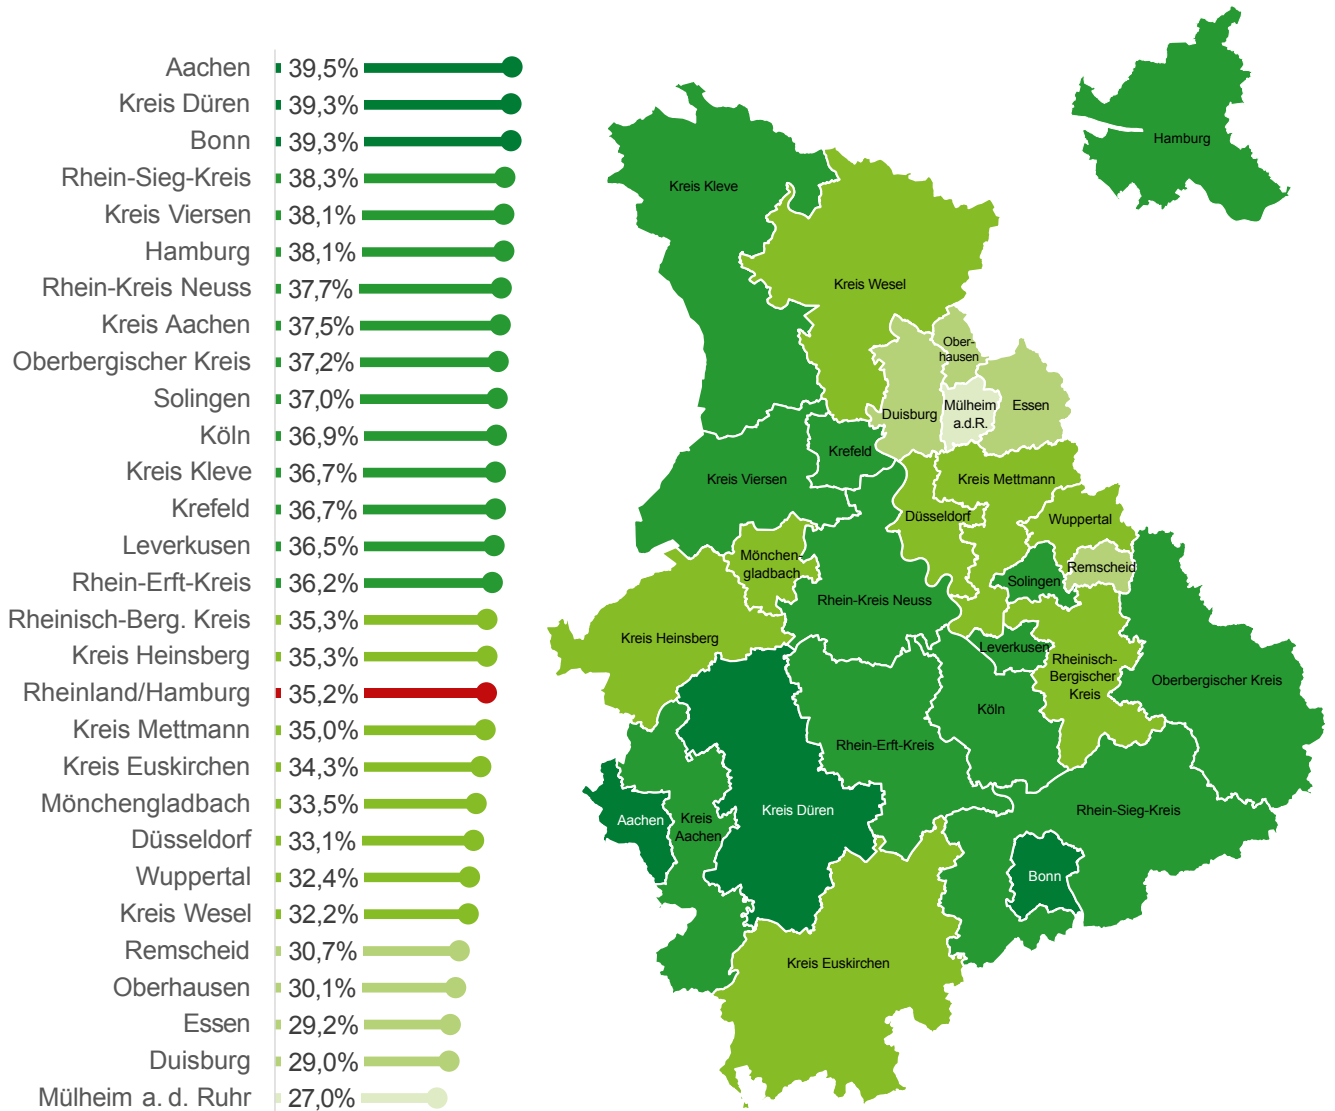 Aachen 39,5%
Kreis Düren 39,3%
Bonn 39,3%
Rhein-Sieg-Kreis 38,3%
Kreis Viersen 38,1%
Hamburg 38,1%
Rhein-Kreis Neuss 37,7%
Kreis Aachen 37,5%
Oberbergischer Kreis 37,2%
Solingen 37,0%
Köln 36,9%
Kreis Kleve 36,7%
Krefeld 36,7%
Leverkusen 36,5%
Rhein-Erft-Kreis 36,2%
Rheinisch-Berg. Kreis 35,3%
Kreis Heinsberg 35,3%
Rheinland/Hamburg 35,2%
Kreis Mettmann 35,0%
Kreis Euskirchen 34,3%
Mönchengladbach 33,5%
Düsseldorf 33,1%
Wuppertal 32,4%
Kreis Wesel 32,2%
Remscheid 30,7%
Oberhausen 30,1%
Essen 29,2%
Duisburg 29,0%
Mülheim a. d. Ruhr 27,0%
Hamburg
Kreis Kleve
Kreis Wesel
Ober-
hausen
Duisburg
Mülheim
a.d.R.
Essen
Krefeld
Kreis Viersen
Kreis Mettmann
Düsseldorf
Wuppertal
Mönchen-
gladbach
Remscheid
Solingen
Rhein-Kreis Neuss
Kreis Heinsberg
Leverkusen
Rheinisch-
Bergischer
Kreis
Oberbergischer Kreis
Köln
Rhein-Erft-Kreis
Kreis Düren
Rhein-Sieg-Kreis
Aachen
Kreis
Aachen
Bonn
Kreis Euskirchen